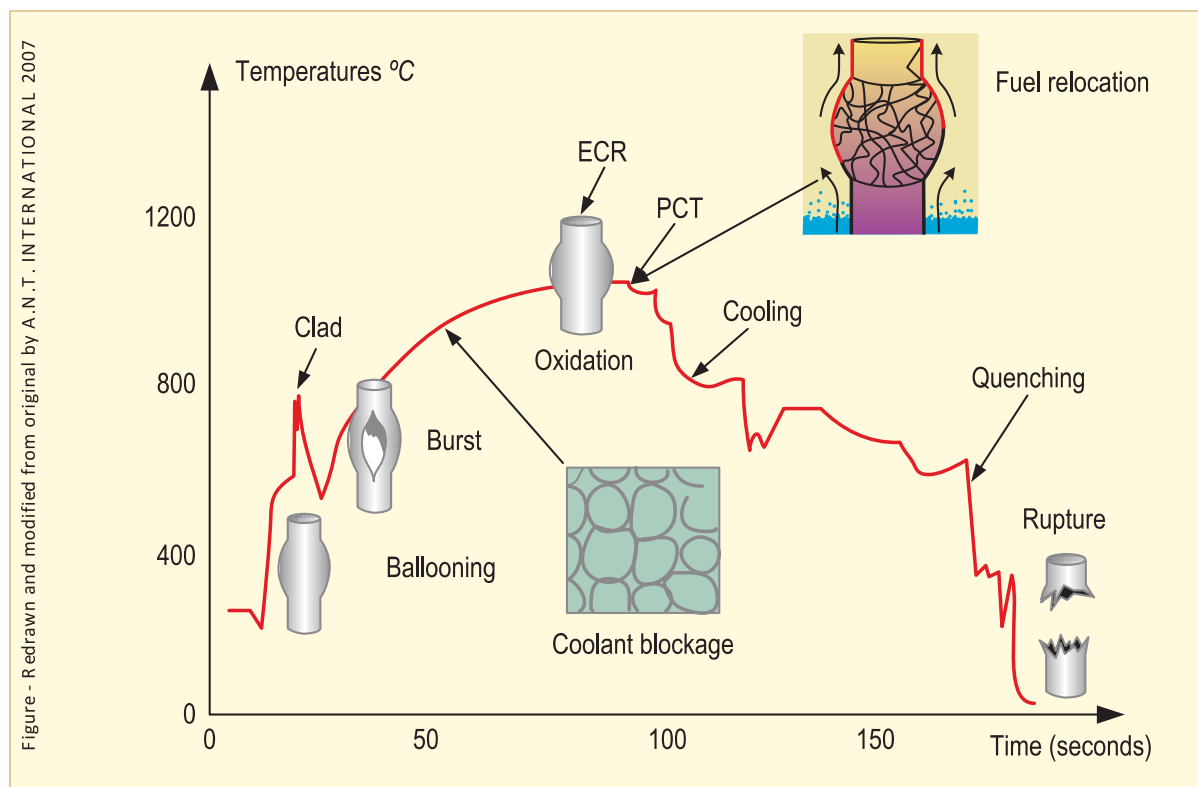 Figure - Redrawn and modified from original by A.N.T. INTERNATIONAL 2007
Temperatures ºC
Fuel relocation
ECR
1200
PCT
Clad
Cooling
Oxidation
800
Quenching
Burst
Rupture
400
Ballooning
Coolant blockage
0
0
50
100
150
Time (seconds)